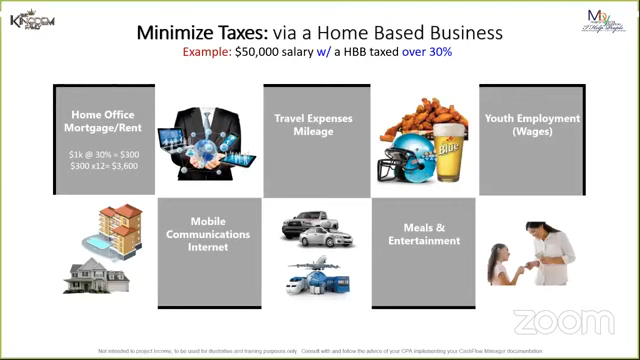 KINGDOM
Minimize Taxes: via a Home Based Business
Example: $50,000 salary w/ a HBB taxed over 30%
I Help People
Home Office
Mortgage/Rent
$1k @ 30% = $300
$300 x12= $3,600
Travel Expenses
Mileage
Youth Employment
(Wages)
Mobile
Communications
Internet
Meals &
Entertainment
zoom
Not intended to project income, to be used for illustrative and training purposes only. Consult with and follow the advice of your CPA implementing your CashFlow Manager documentation